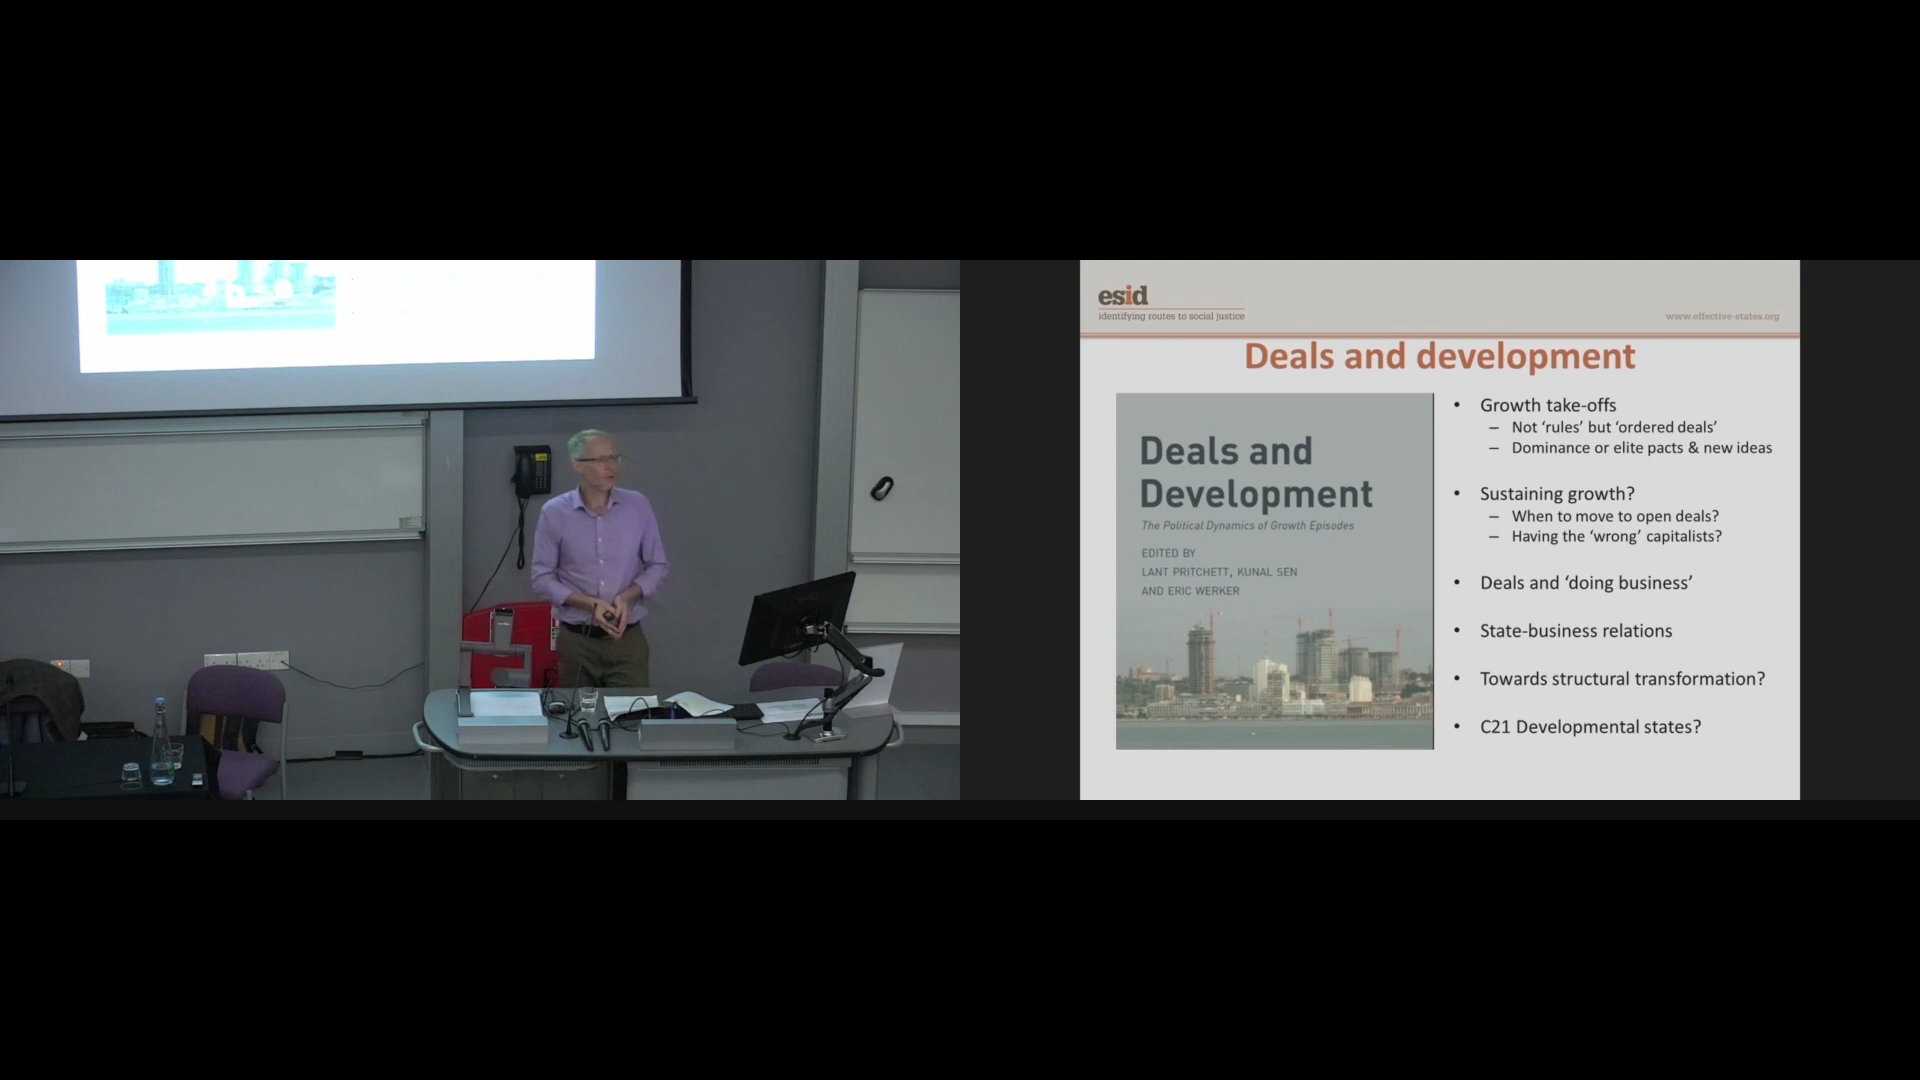 esid
identifying routes to social justice
www.effective-states.org
Deals and development
Deals and
Development
The Political Dynamics of Growth Episodes
EDITED BY
LANT PRITCHETT, KUNAL SEN
AND ERIC WERKER
• Growth take-offs
– Not ‘rules’ but ‘ordered deals’
– Dominance or elite pacts & new ideas
• Sustaining growth?
– When to move to open deals?
– Having the ‘wrong’ capitalists?
• Deals and ‘doing business’
• State-business relations
• Towards structural transformation?
• C21 Developmental states?